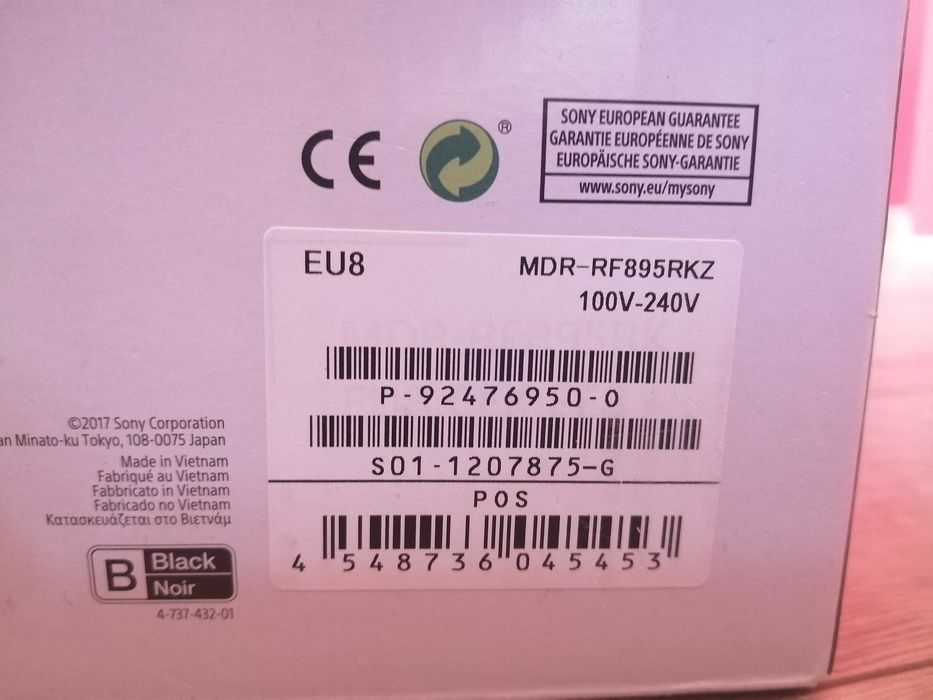 CE
®
SONY EUROPEAN GUARANTEE
GARANTIE EUROPÉENNE DE SONY
EUROPÄISCHE SONY-GARANTIE
www.sony.eu/mysony
EU8 MDR-RF895RKZ
100V-240V
P-92476950-0
S01-1207875-G
POS
4 548736 045453
©2017 Sony Corporation
Minato-ku Tokyo, 108-0075 Japan
Made in Vietnam
Fabriqué au Vietnam
Fabbricato in Vietnam
Fabricado no Vietnam
Κατασκευάζεται στο Βιετνάμ
B Black
Noir
4-737-432-01